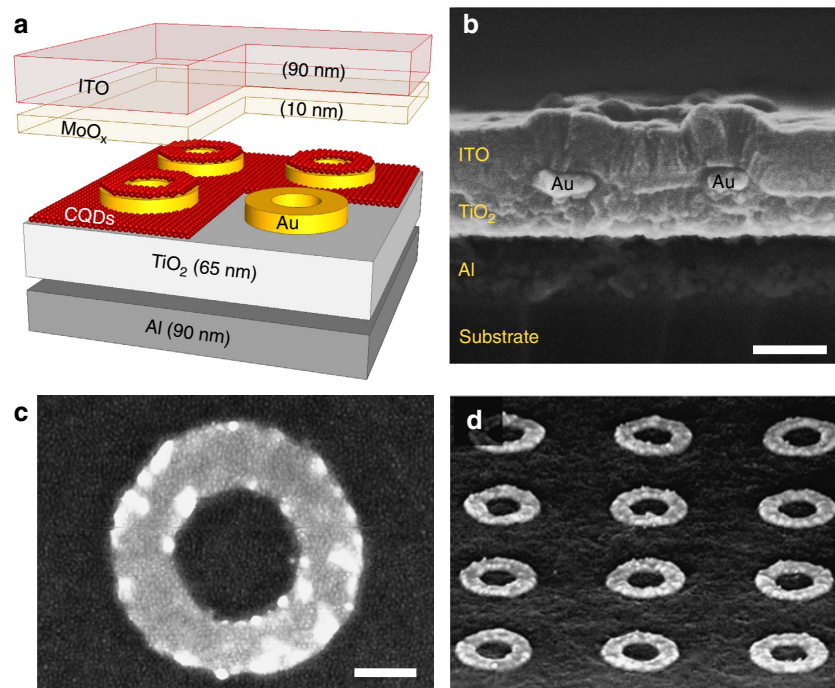 a
(90 nm)
ITO
(10 nm)
MoOₓ
CQDs
Au
TiO₂ (65 nm)
Al (90 nm)
b
ITO
Au
Au
TiO₂
Al
Substrate
c
d